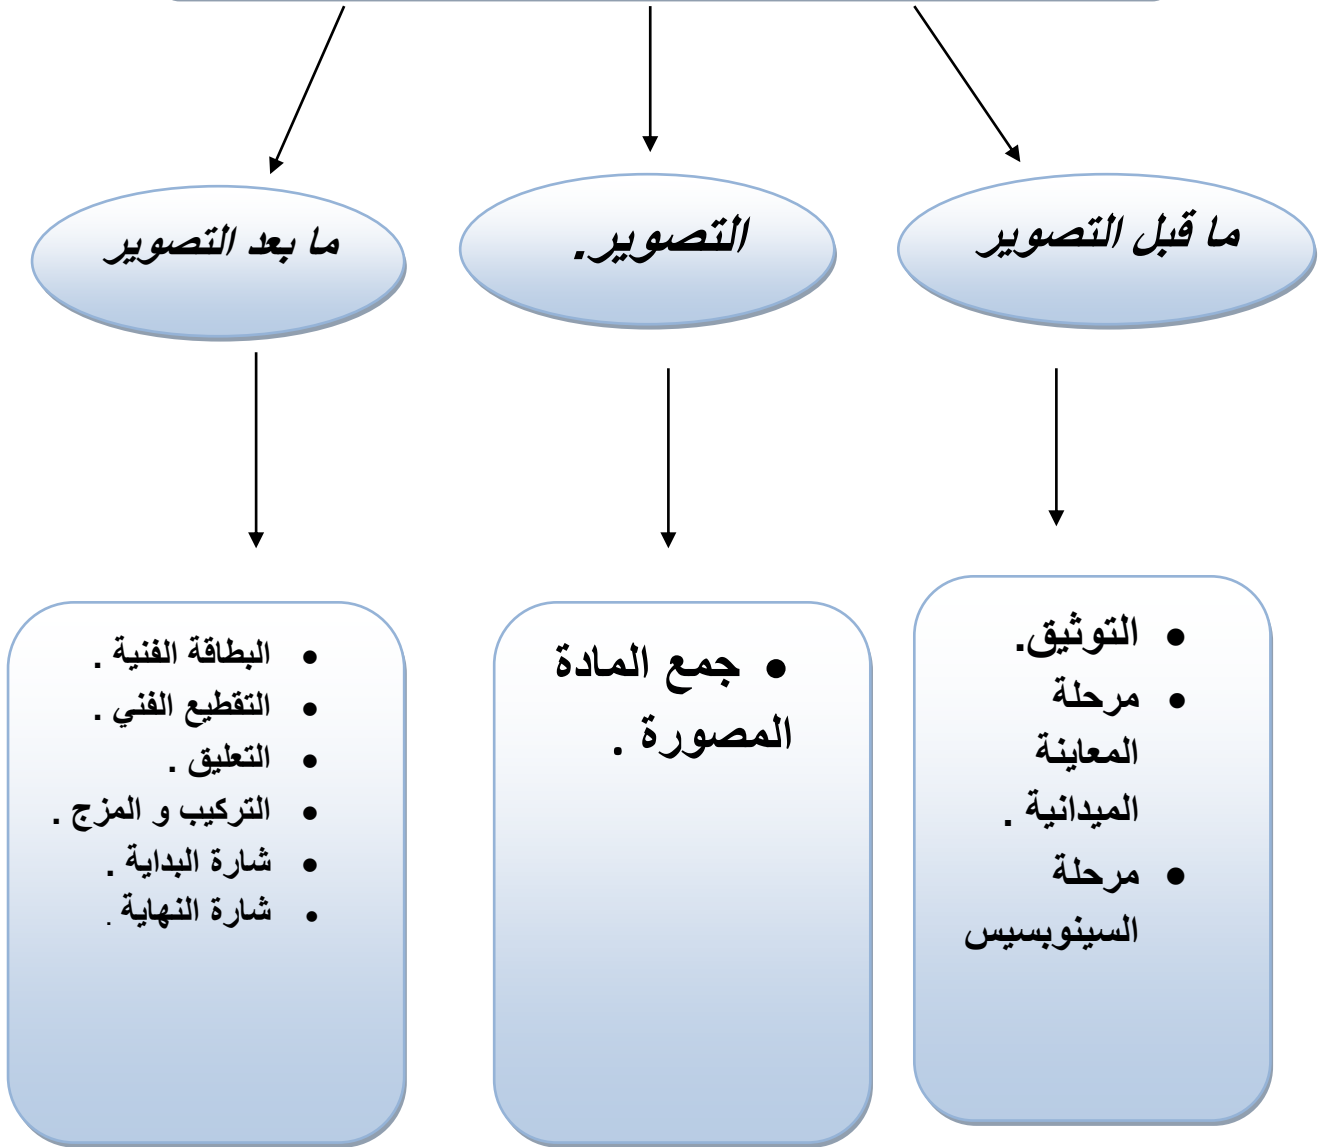 ما قبل التصوير
التصوير.
ما بعد التصوير
• التوثيق.
• مرحلة
المعاينة
الميدانية .
• مرحلة
السينوبسيس
• جمع المادة
المصورة .
• البطاقة الفنية .
• التقطيع الفني .
• التعليق .
• التركيب و المزج .
• شارة البداية .
• شارة النهاية .